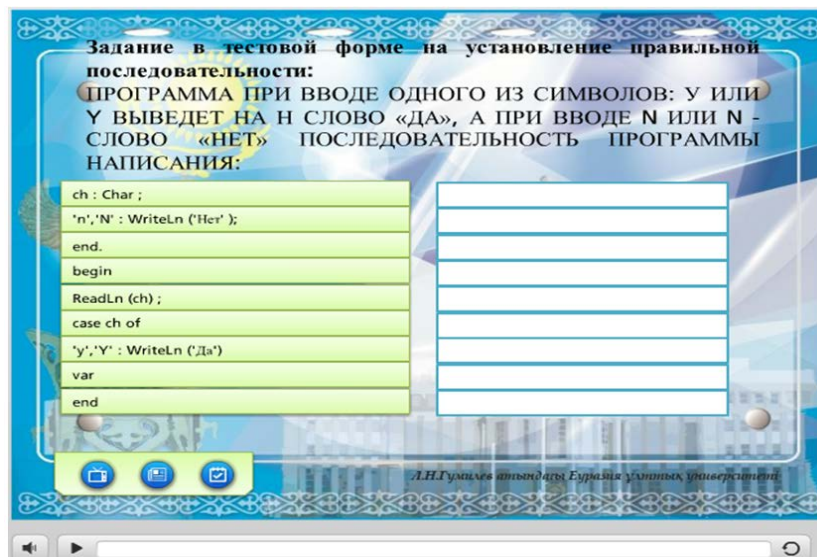 Задание в тестовой форме на установление правильной
последовательности:
ПРОГРАММА ПРИ ВВОДЕ ОДНОГО ИЗ СИМВОЛОВ: У ИЛИ
Y ВЫВЕДЕТ НА Н СЛОВО «ДА», А ПРИ ВВОДЕ N ИЛИ N -
СЛОВО «НЕТ» ПОСЛЕДОВАТЕЛЬНОСТЬ ПРОГРАММЫ
НАПИСАНИЯ:
ch : Char ;
'n','N' : WriteLn ('Нет' );
end.
begin
ReadLn (ch) ;
case ch of
'y','Y' : WriteLn ('Да')
var
end
Л.Н.Гумилев атындағы Еуразия ұлттық университеті